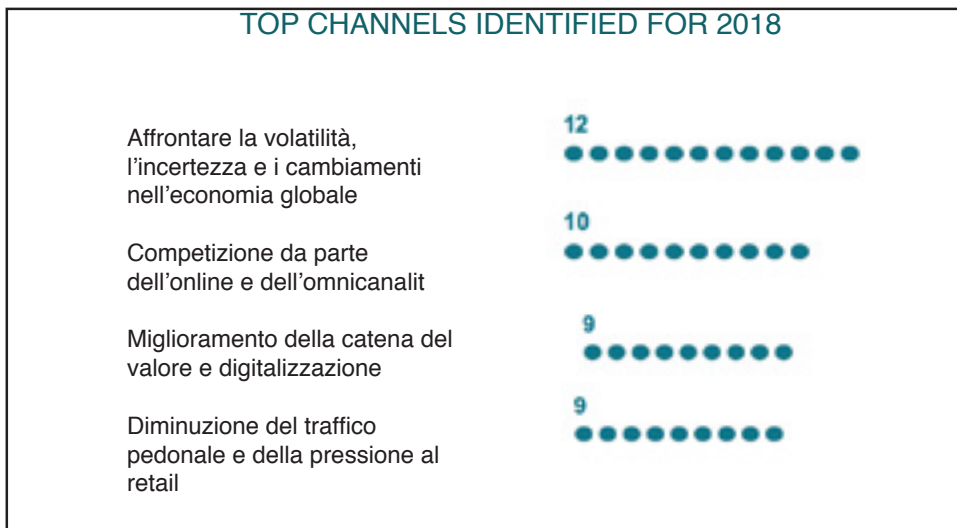 TOP CHANNELS IDENTIFIED FOR 2018
Affrontare la volatilità,
l'incertezza e i cambiamenti
nell'economia globale
12
Competizione da parte
dell'online e dell'omnicanalit
10
Miglioramento della catena del
valore e digitalizzazione
9
Diminuzione del traffico
pedonale e della pressione al
retail
9